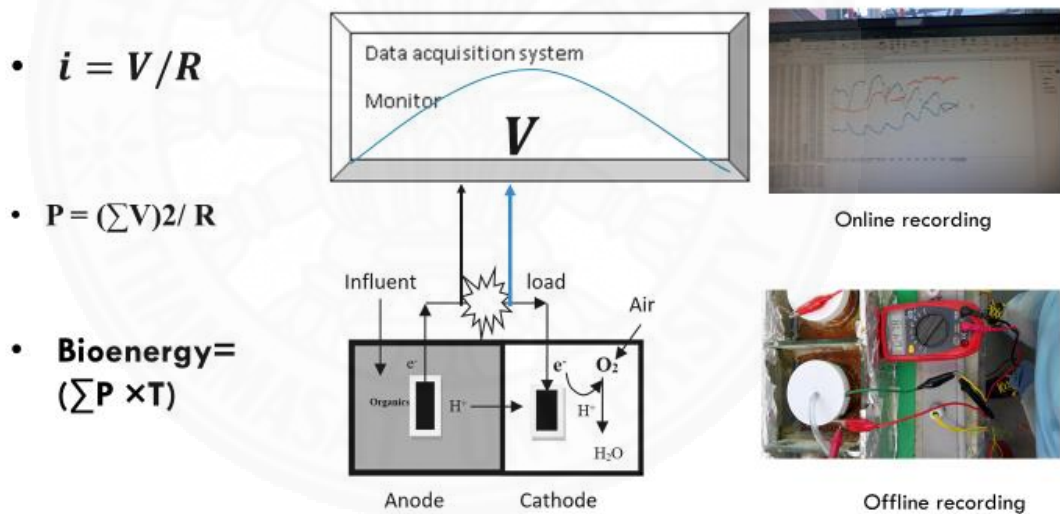 • i = V/R
• P = (∑V)2/ R
• Bioenergy=
(∑P ×T)
Data acquisition system
Monitor
V
Influent
load
Air
e-
e-
O2
Organics
H+
H+
H2O
Anode
Cathode
Online recording
Offline recording